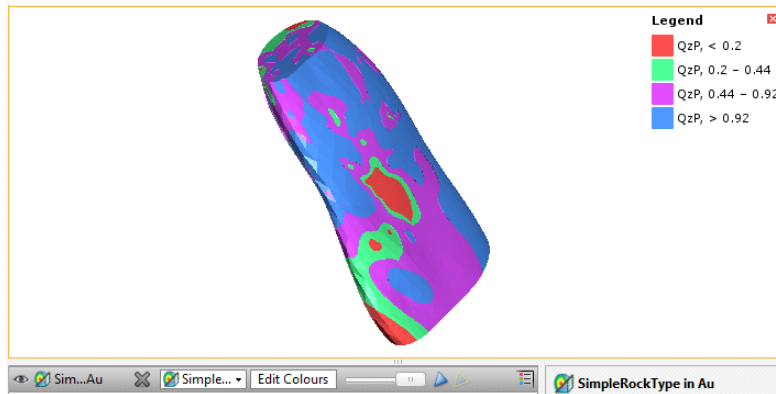 Legend
QzP, < 0.2
QzP, 0.2 – 0.44
QzP, 0.44 – 0.92
QzP, > 0.92
Sim...Au Simple... Edit Colours SimpleRockType in Au